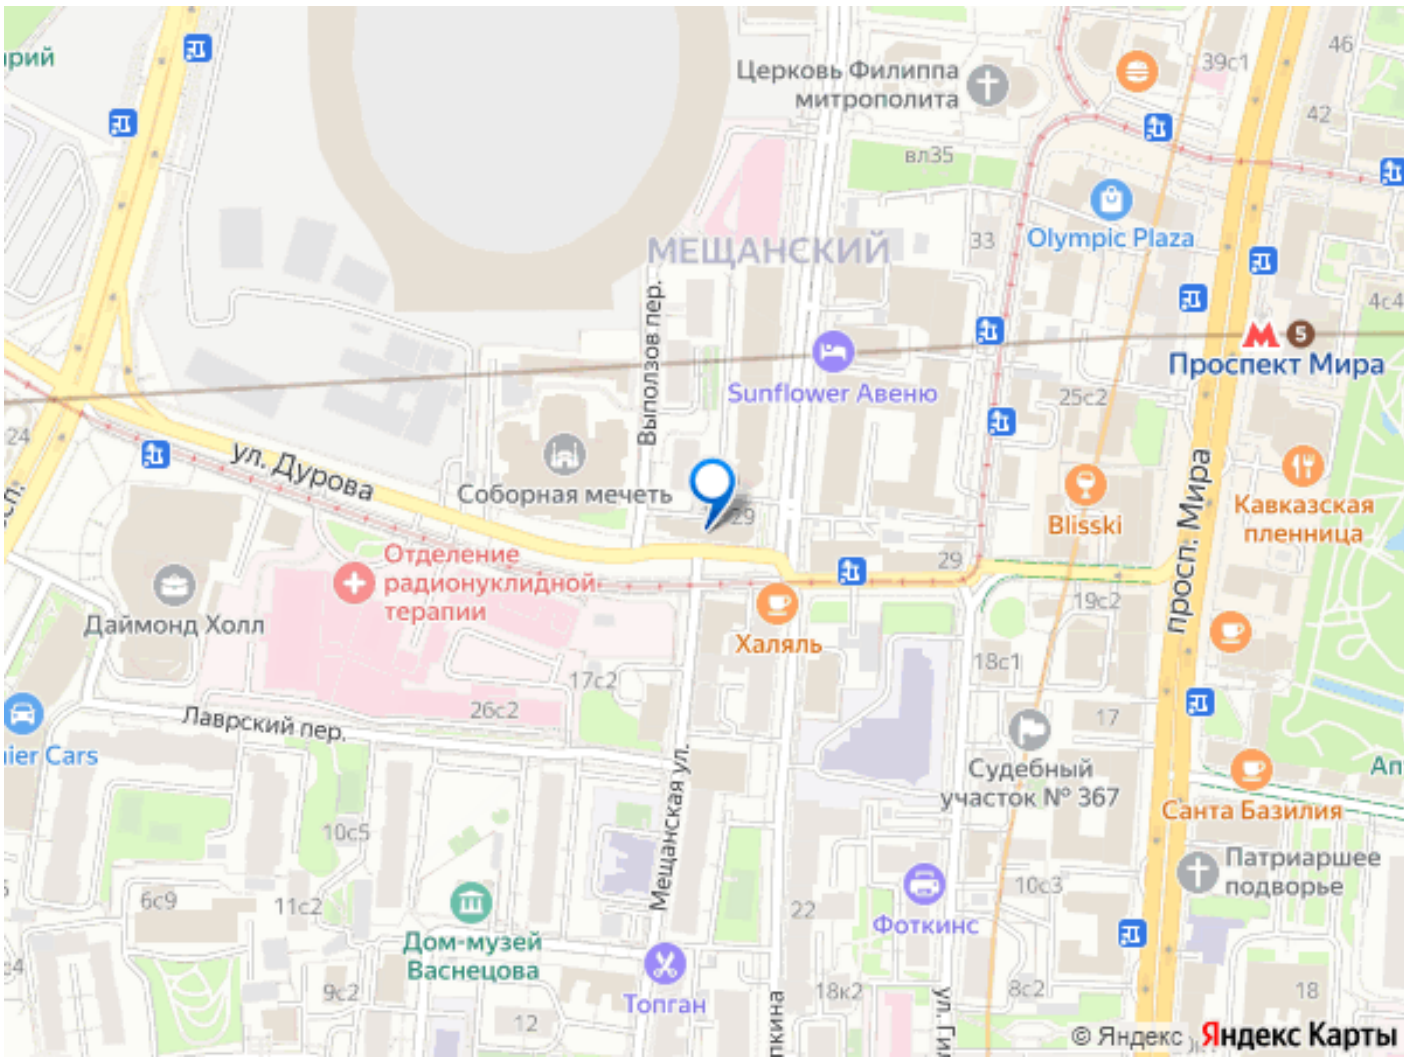 46
39с1
Церковь Филиппа
митрополита
42
вл35
МЕЩАНСКИЙ
33
Olympic Plaza
Выползов пер.
4с4
5
Проспект Мира
Sunflower Авеню
25с2
24
ул. Дурова
Соборная мечеть
29
просп. Мира
Кавказская
пленница
Blisski
Отделение
радионуклидной
терапии
29
19с2
Даймонд Холл
Халяль
18с1
17с2
26с2
Лаврский пер.
17
Мещанская ул.
Судебный
участок № 367
Санта Базилия
10с5
Патриаршее
подворье
6с9
11с2
22
10с3
Фоткинс
Дом-музей
Васнецова
9с2
Топган
18к2
8с2
18
12
© Яндекс
Яндекс Карты